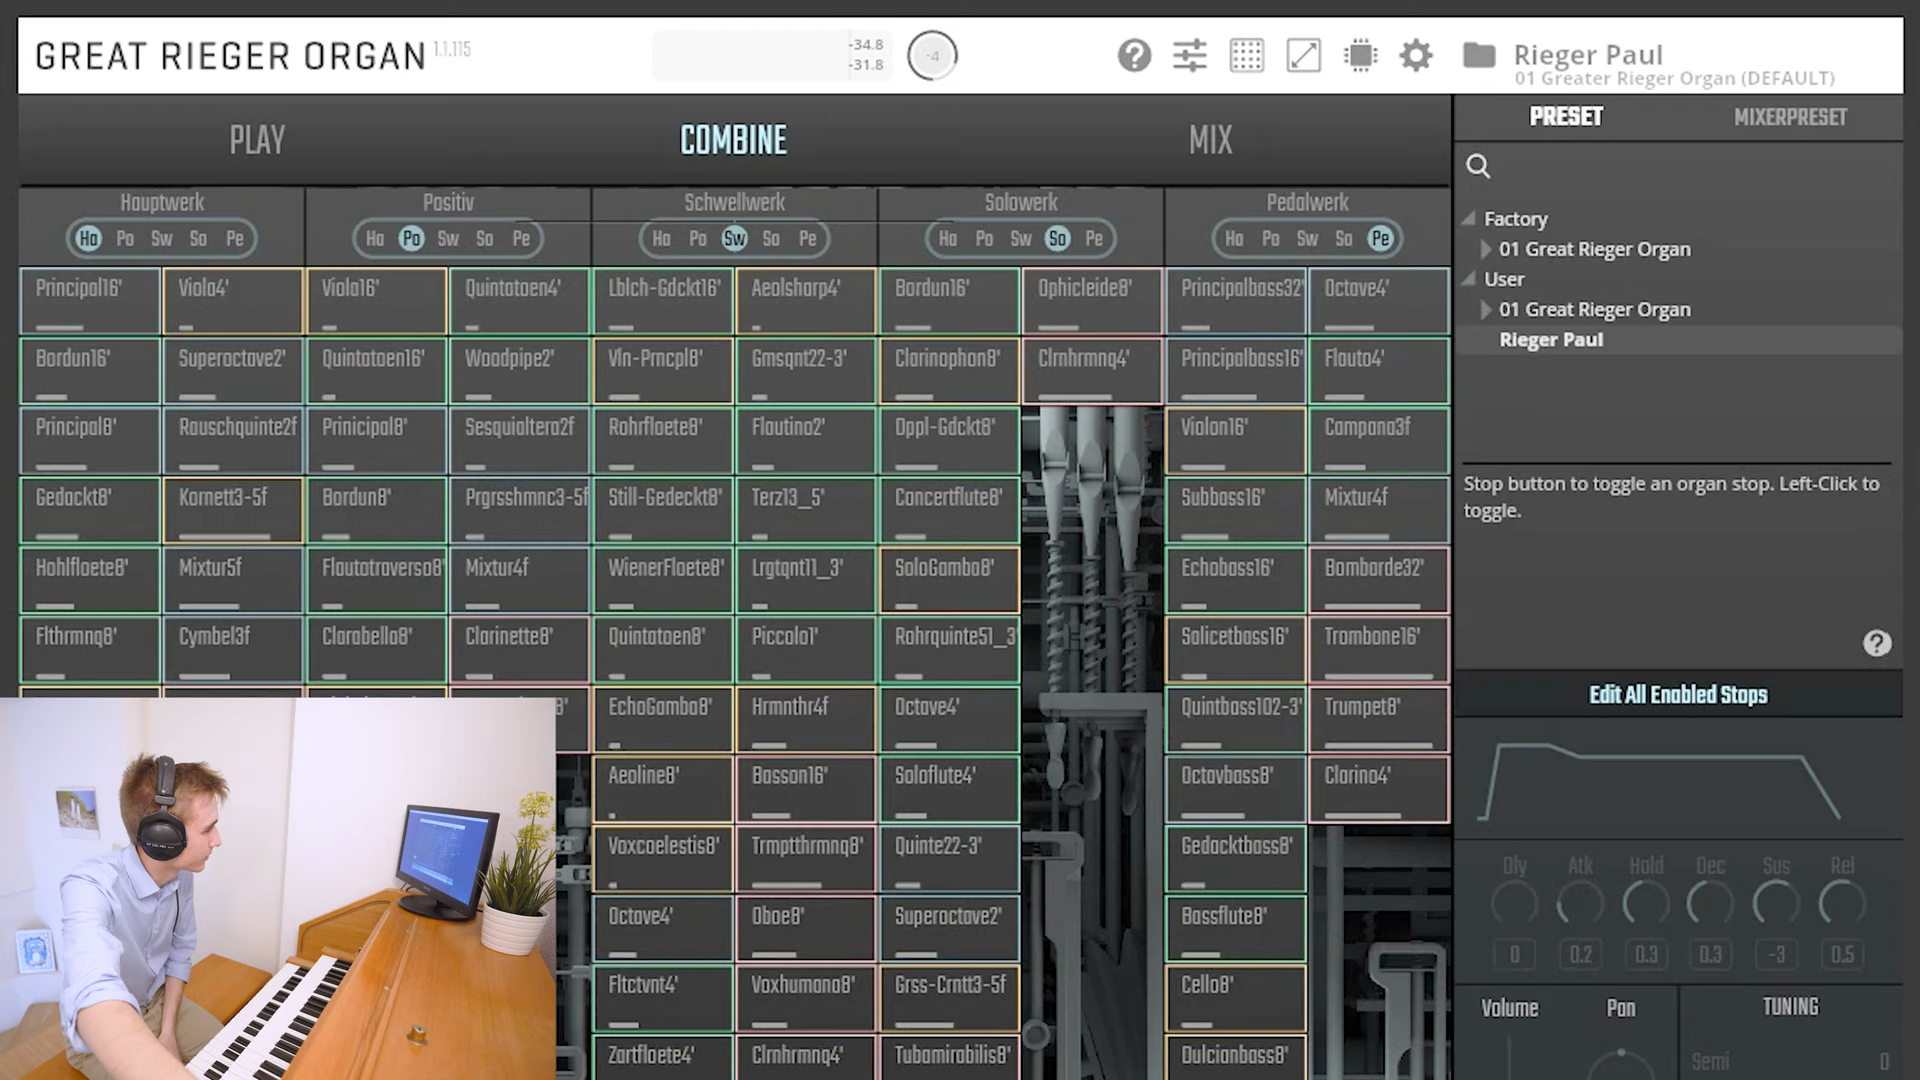 GREAT RIEGER ORGAN 1.1.115
-34.8
-31.8
-4
Rieger Paul
01 Greater Rieger Organ (DEFAULT)
PLAY
COMBINE
MIX
PRESET
MIXERPRESET
Hauptwerk
Positiv
Schwellwerk
Solowerk
Pedalwerk
Ha Po Sw So Pe
Ha Po Sw So Pe
Ha Po Sw So Pe
Ha Po Sw So Pe
Ha Po Sw So Pe
Principal16' Viola4' Viola16' Quintatoen4' Lblch-Gdckt16' Aeolsharp4' Bordun16' Ophicleide8' Principalbass32' Octave4'
Bordun16' Superoctave2' Quintatoen16' Woodpipe2' Vln-Prncpl8' Gmsqnt22-3' Clarinophon8' Clrnhrmnq4' Principalbass16' Flauto4'
Principal8' Rauschquinte2f Prinicipal8' Sesquialtera2f Rohrfloete8' Flautino2' Dppl-Gdckt8' Violon16' Campana3f
Gedackt8' Kornett3-5f Bordun8' Prgrsshmnc3-5f Still-Gedeckt8' Terz13_5' Concertflute8' Subbass16' Mixtur4f
Hohlfloete8' Mixtur5f Flautotraverso8' Mixtur4f WienerFloete8' Lrgtqnt11_3' SoloGamba8' Echobass16' Bombarde32'
Flthrmnq8' Cymbel3f Clarabella8' Clarinette8' Quintatoen8' Piccolo1' Rohrquinte51_3' Salicetbass16' Trombone16'
8' EchoGamba8' Hrmnthr4f Octave4' Quintbass102-3' Trumpet8'
Aeoline8' Basson16' Soloflute4' Octavbass8' Clarino4'
Voxcoelestis8' Trmptthrmnq8' Quinte22-3' Gedacktbass8'
Octave4' Oboe8' Superoctave2' Bassflute8'
Fltctvnt4' Voxhumana8' Grss-Crntt3-5f Cello8'
Zartfloete4' Clrnhrmnq4' Tubamirabilis8' Dulcianbass8'
Factory
01 Great Rieger Organ
User
01 Great Rieger Organ
Rieger Paul
Stop button to toggle an organ stop. Left-Click to
toggle.
Edit All Enabled Stops
Dly Atk Hold Dec Sus Rel
0 0.2 0.3 0.3 -3 0.5
Volume Pan TUNING
Semi 0